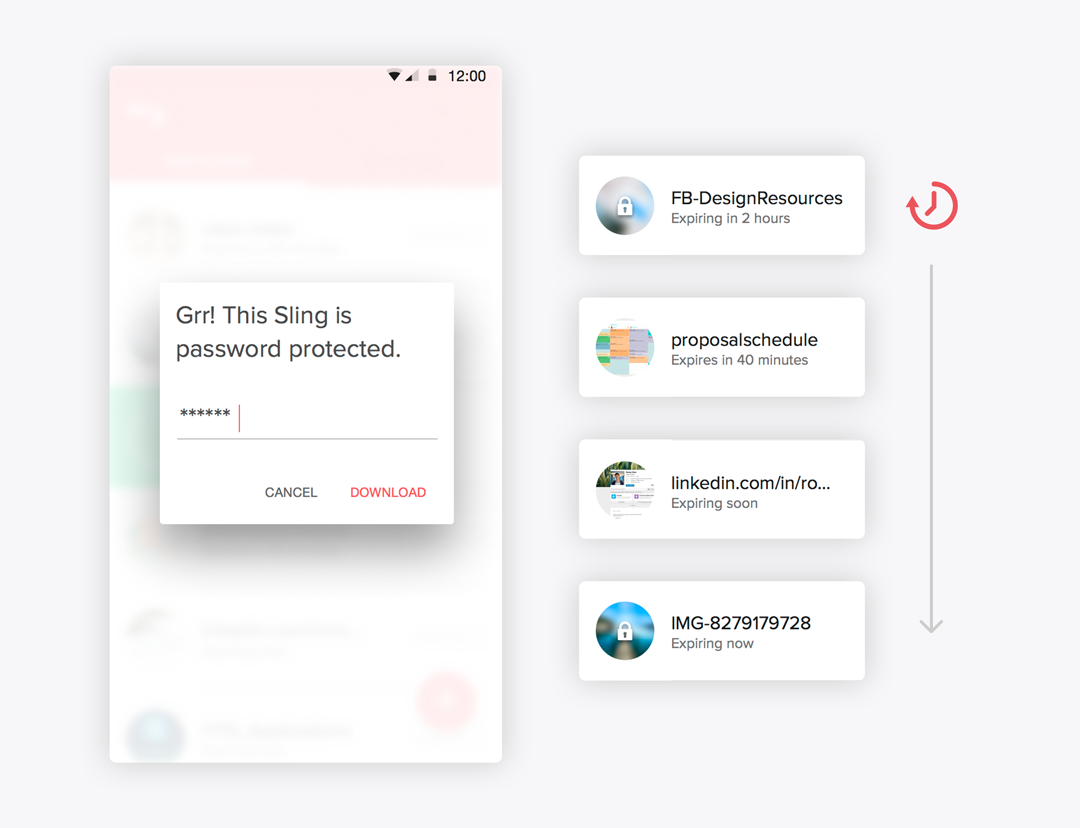 12:00
Grr! This Sling is
password protected.
******
CANCEL DOWNLOAD
FB-DesignResources
Expiring in 2 hours
proposalschedule
Expires in 40 minutes
linkedin.com/in/ro...
Expiring soon
IMG-8279179728
Expiring now